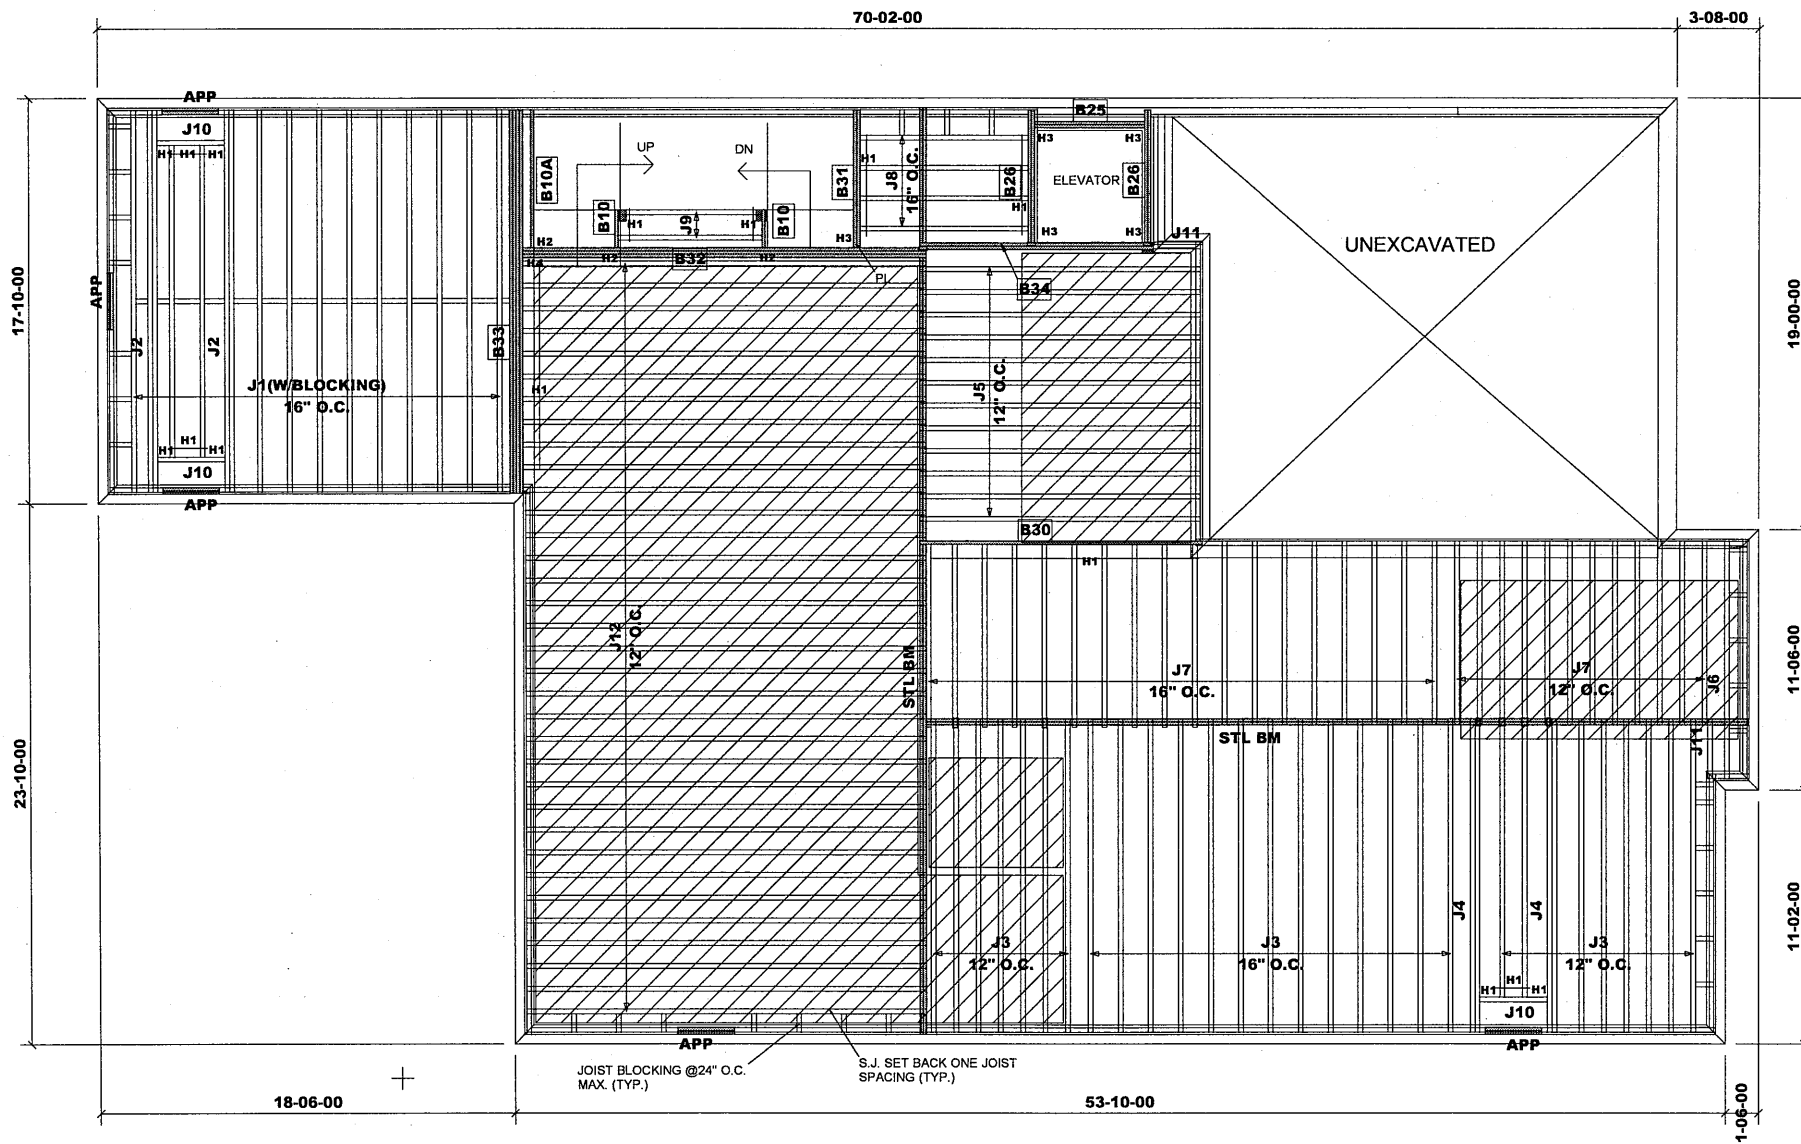 70-02-00
3-08-00
APP
B25
J10
H1 H1 H1
UP
DN
H1
J8
16" O.C.
H3
H3
B10A
B31
B26
ELEVATOR
B26
B10
H1
J9
H1
B10
H1
H2
H3
H3
H3
J11
UNEXCAVATED
H4
H2
B32
H2
PL
B34
17-10-00
APP
19-00-00
J2
J2
B33
J1(W/BLOCKING)
16" O.C.
H1
J5
12" O.C.
H1
H1
H1
J10
APP
B30
H1
J12
12" O.C.
STL BM
J7
16" O.C.
J7
12" O.C.
J6
11-06-00
STL BM
J11
23-10-00
J4
J4
11-02-00
J3
12" O.C.
J3
16" O.C.
J3
12" O.C.
H1
H1
H1
J10
APP
APP
JOIST BLOCKING @24" O.C.
MAX. (TYP.)
S.J. SET BACK ONE JOIST
SPACING (TYP.)
18-06-00
53-10-00
1-06-00